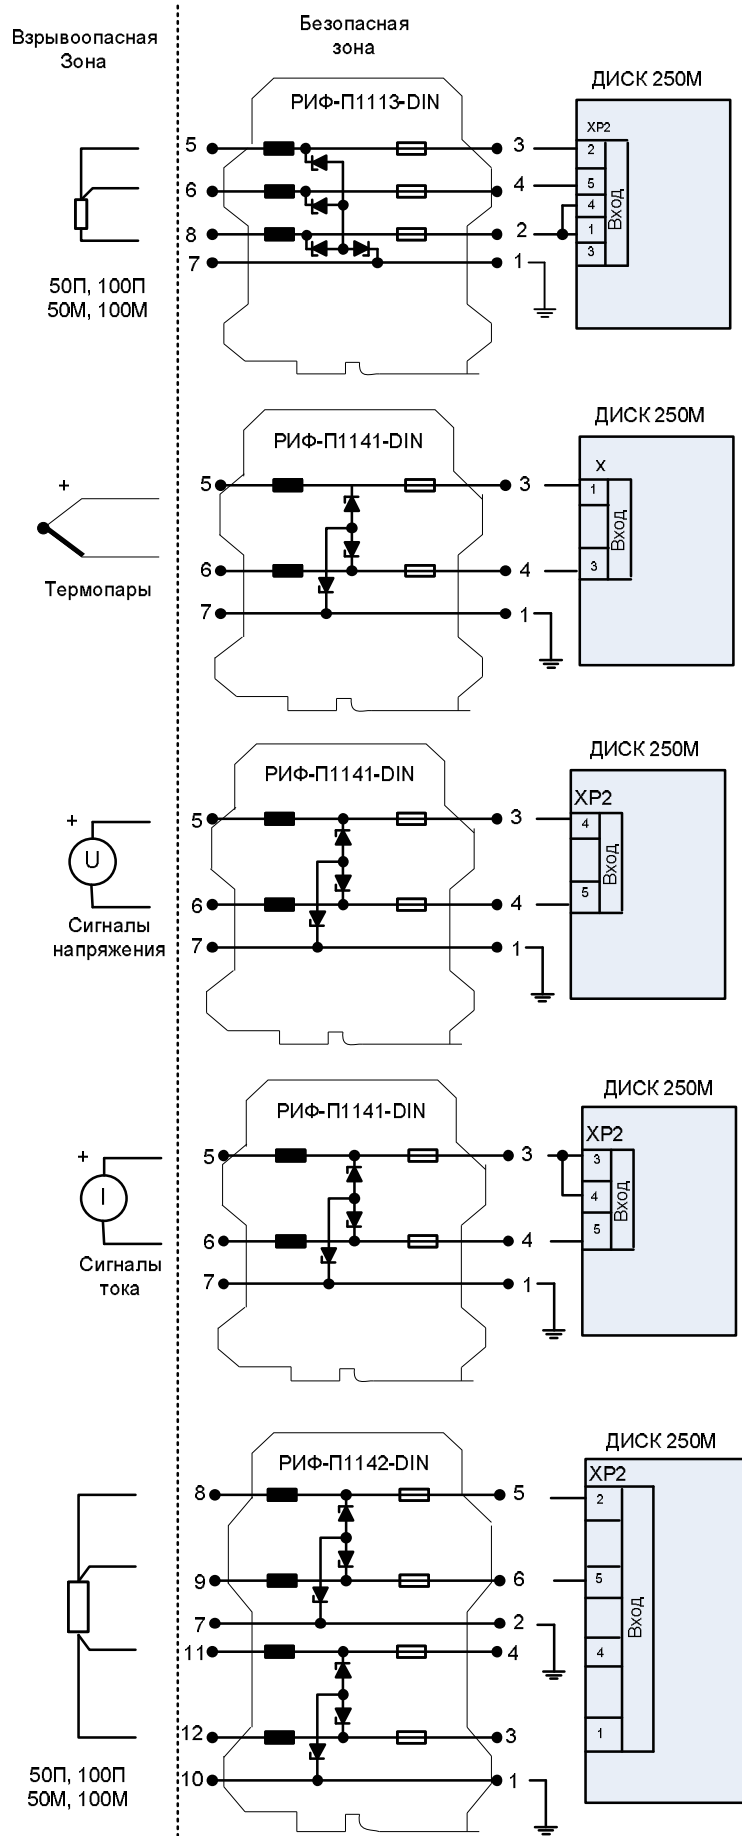 Взрывоопасная
Зона
Безопасная
зона
РИФ-П1113-DIN
ДИСК 250М
XP2
5
3
2
6
4
5
4
8
2
1
7
1
3
Вход
50П, 100П
50М, 100М
РИФ-П1141-DIN
ДИСК 250М
X
+
5
3
1
6
4
3
7
1
Вход
Термопары
РИФ-П1141-DIN
ДИСК 250М
XP2
+
U
5
3
4
6
4
5
7
1
Вход
Сигналы
напряжения
РИФ-П1141-DIN
ДИСК 250М
XP2
+
I
5
3
3
4
6
4
5
7
1
Вход
Сигналы
тока
РИФ-П1142-DIN
ДИСК 250М
XP2
8
5
2
9
6
5
7
2
11
4
4
12
3
1
10
1
Вход
50П, 100П
50М, 100М